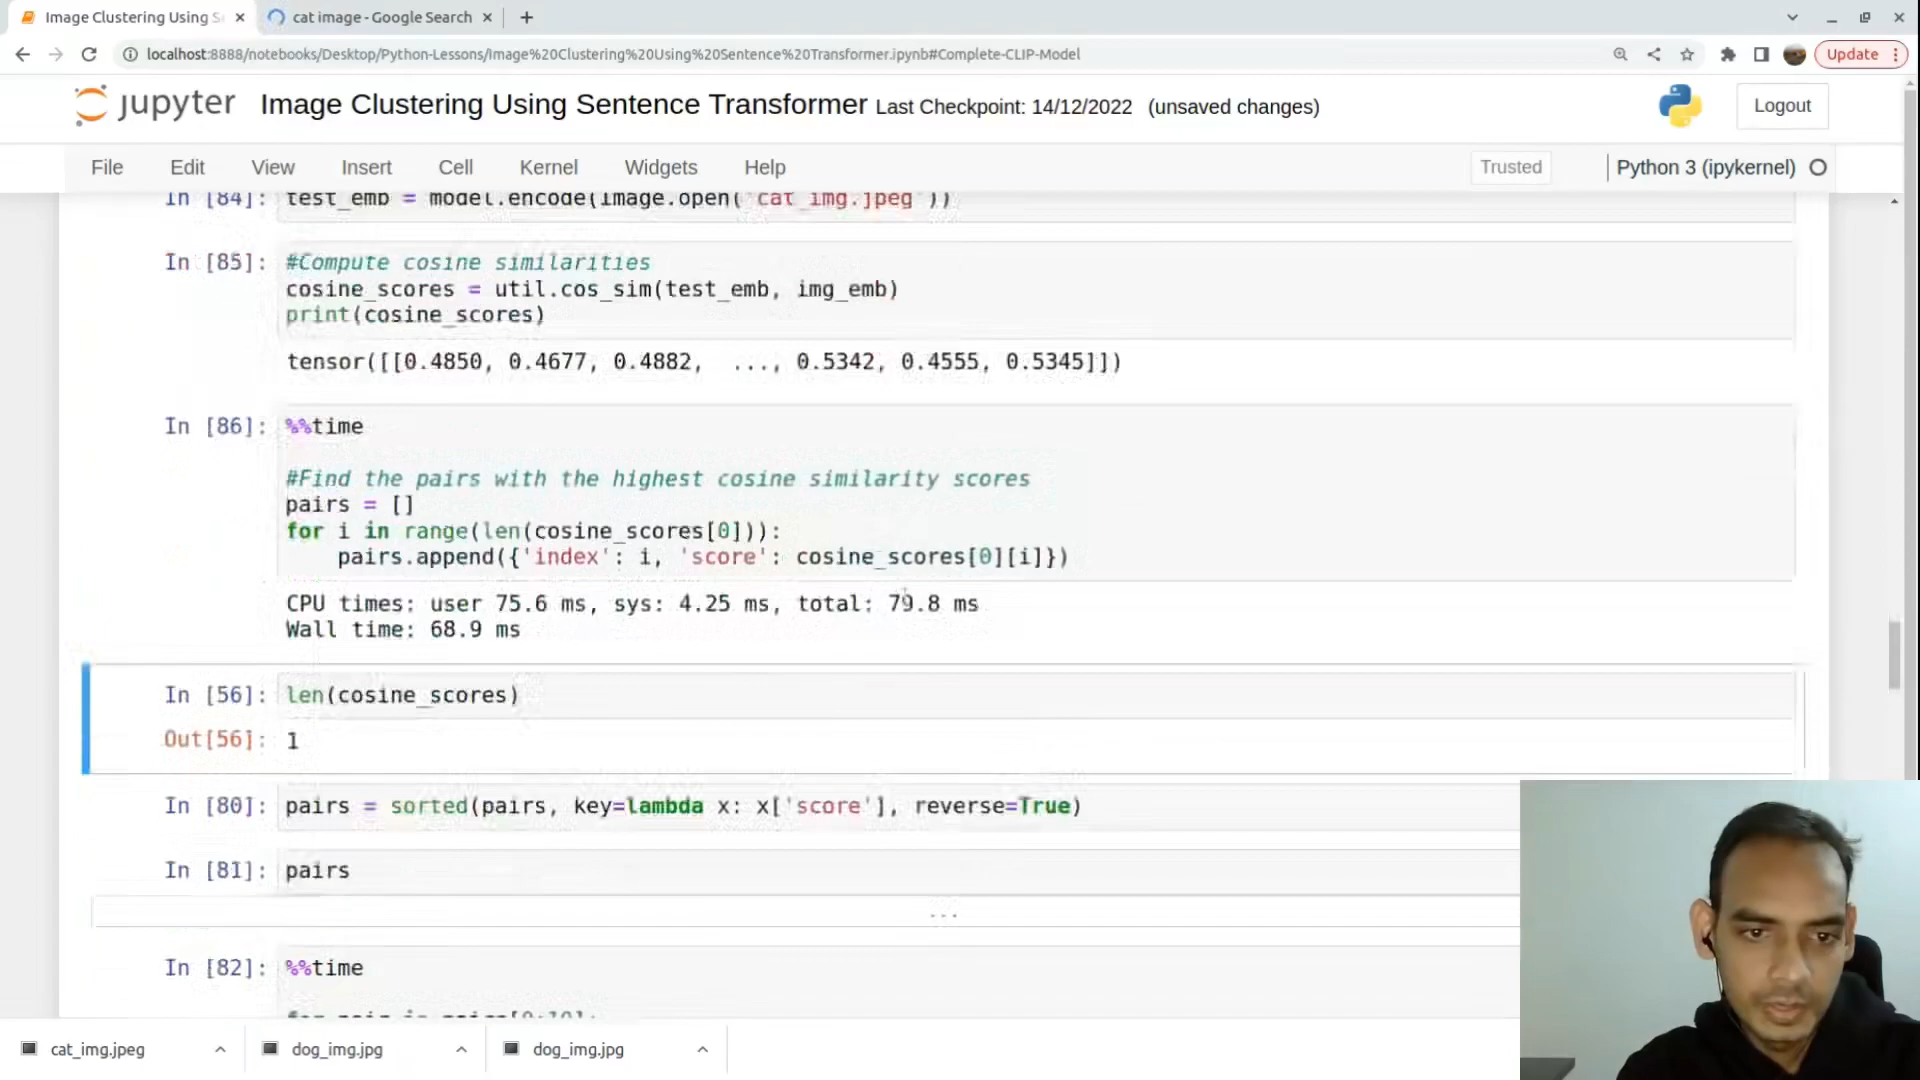 Image Clustering Using S
cat image - Google Search
localhost:8888/notebooks/Desktop/Python-Lessons/Image%20Clustering%20Using%20Sentence%20Transformer.ipynb#Complete-CLIP-Model
Update
jupyter Image Clustering Using Sentence Transformer Last Checkpoint: 14/12/2022 (unsaved changes)
Logout
File Edit View Insert Cell Kernel Widgets Help
Trusted
Python 3 (ipykernel)
In [84]: test_emb = model.encode(Image.open('cat_img.jpeg'))
In [85]: #Compute cosine similarities
cosine_scores = util.cos_sim(test_emb, img_emb)
print(cosine_scores)
tensor([[0.4850, 0.4677, 0.4882, ..., 0.5342, 0.4555, 0.5345]])
In [86]: %%time
#Find the pairs with the highest cosine similarity scores
pairs = []
for i in range(len(cosine_scores[0])):
pairs.append({'index': i, 'score': cosine_scores[0][i]})
CPU times: user 75.6 ms, sys: 4.25 ms, total: 79.8 ms
Wall time: 68.9 ms
In [56]: len(cosine_scores)
Out[56]: 1
In [80]: pairs = sorted(pairs, key=lambda x: x['score'], reverse=True)
In [81]: pairs
...
In [82]: %%time
for pair in pairs[0:10]:
cat_img.jpeg
dog_img.jpg
dog_img.jpg